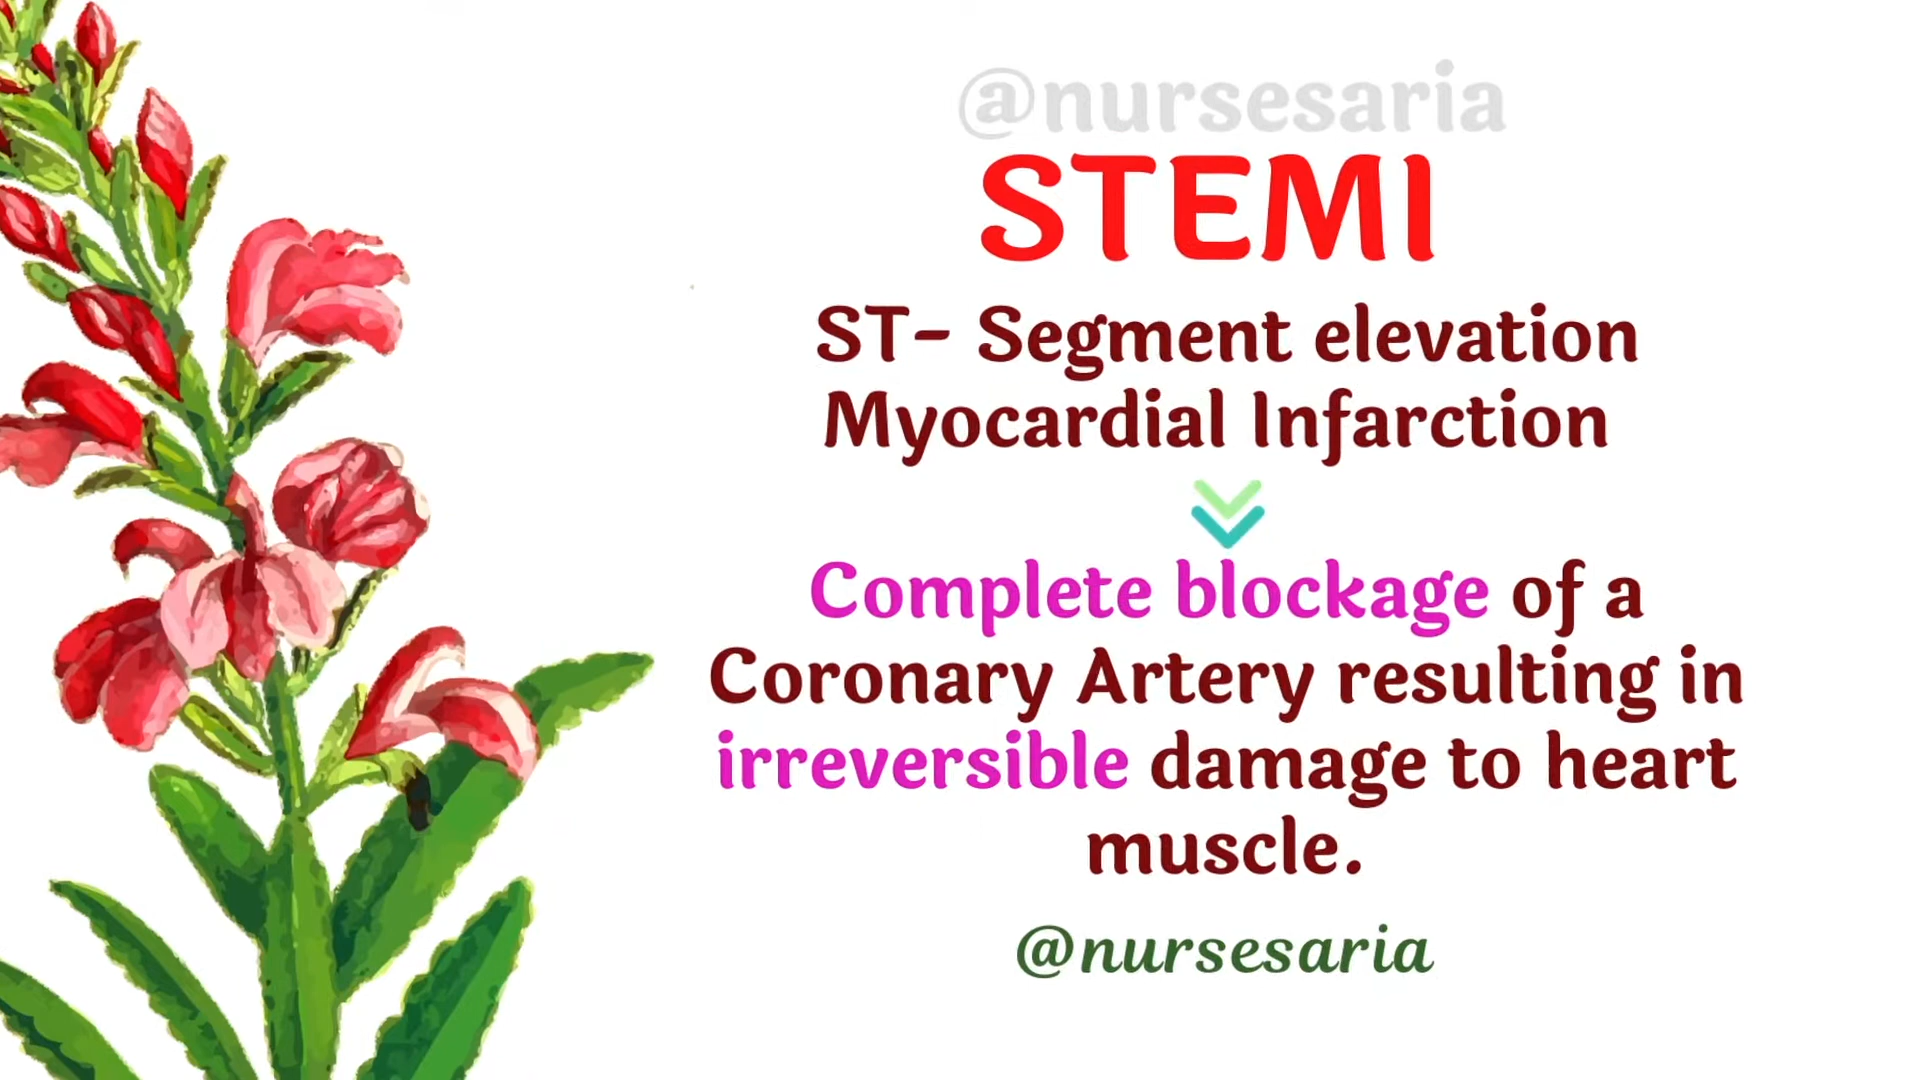 @nursesaria
STEMI
ST- Segment elevation
Myocardial Infarction
Complete blockage of a
Coronary Artery resulting in
irreversible damage to heart
muscle.
@nursesaria